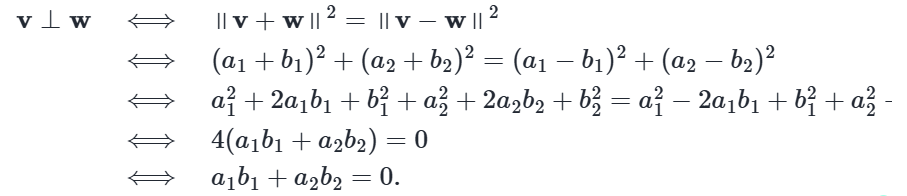 v ⊥ w ⟺ ‖v + w‖² = ‖v − w‖²
⟺ (a₁ + b₁)² + (a₂ + b₂)² = (a₁ − b₁)² + (a₂ − b₂)²
⟺ a₁² + 2a₁b₁ + b₁² + a₂² + 2a₂b₂ + b₂² = a₁² − 2a₁b₁ + b₁² + a₂² -
⟺ 4(a₁b₁ + a₂b₂) = 0
⟺ a₁b₁ + a₂b₂ = 0.